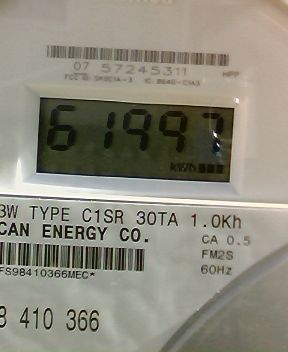 07 57245311
61997
kWh
3W TYPE C1SR 30TA 1.0Kh
CAN ENERGY CO.
CA 0.5
FM2S
60Hz
FS98410366MEC*
8 410 366